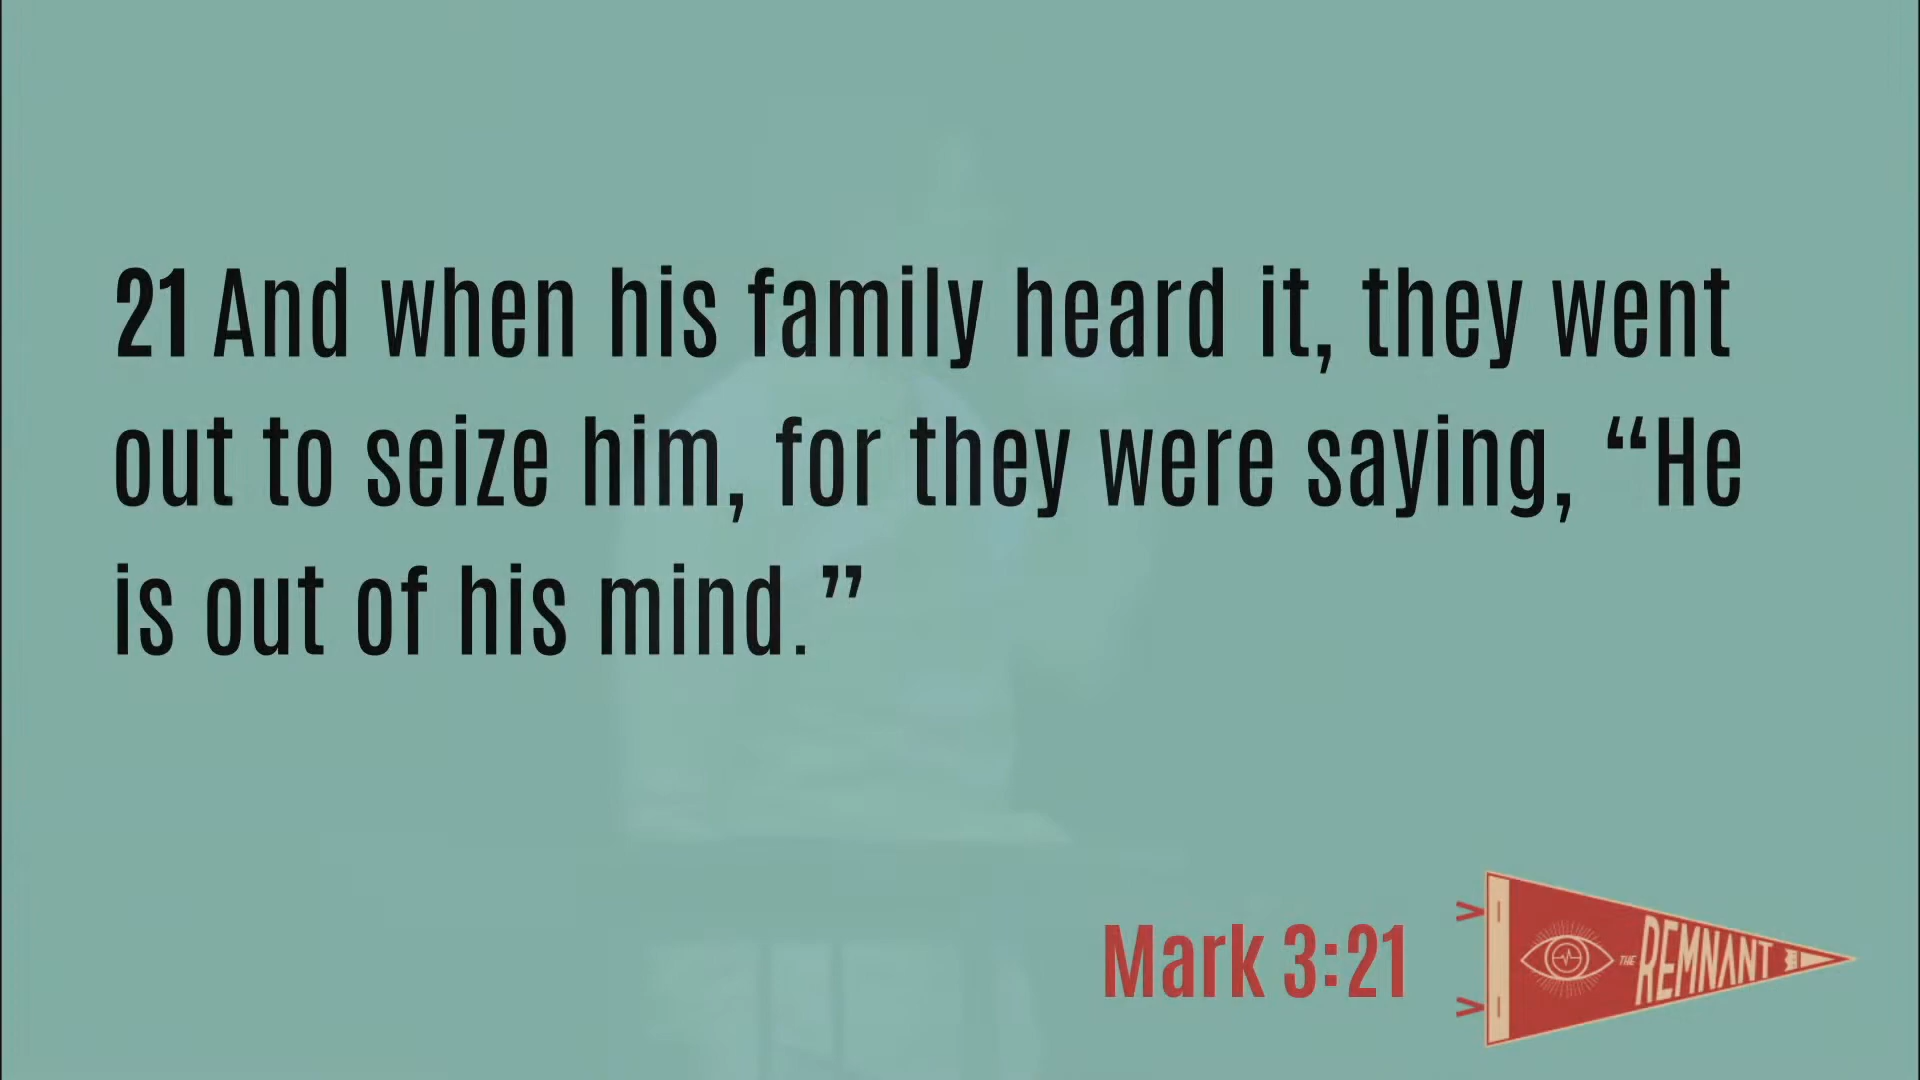 21 And when his family heard it, they went
out to seize him, for they were saying, “He
is out of his mind.”
Mark 3:21
THE REMNANT